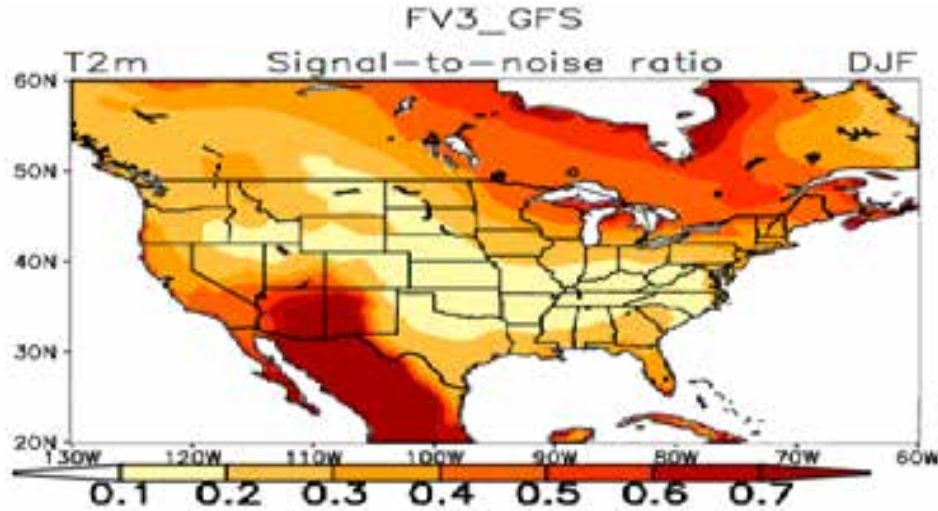 FV3_GFS
T2m Signal-to-noise ratio DJF
60N
50N
40N
30N
20N
130W 120W 110W 100W 90W 80W 70W 60W
0.1 0.2 0.3 0.4 0.5 0.6 0.7